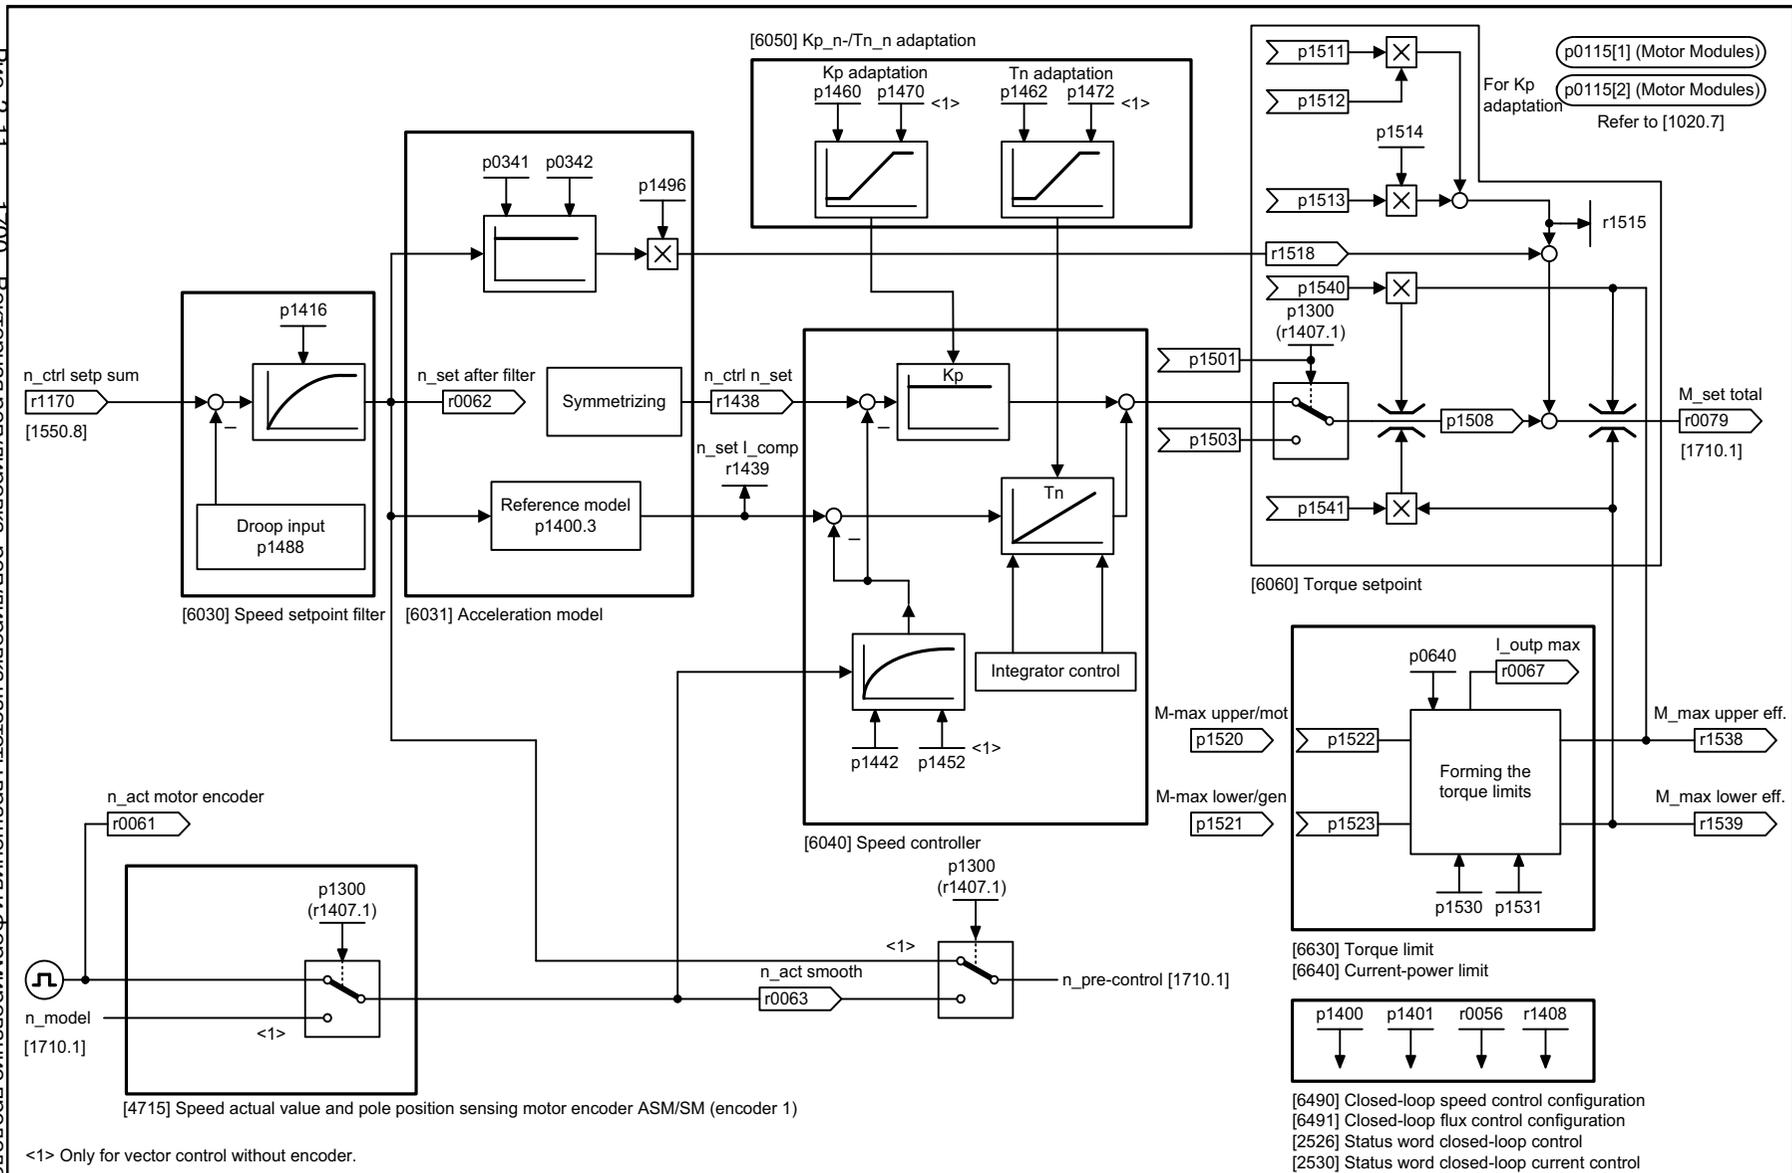 [6050] Kp_n-/Tn_n adaptation
Kp adaptation
p1460 p1470 <1>
Tn adaptation
p1462 p1472 <1>
p1511
p1512
For Kp
adaptation
p0115[1] (Motor Modules)
p0115[2] (Motor Modules)
Refer to [1020.7]
p1514
p1513
r1515
r1518
p1540
p1300
(r1407.1)
p1501
p1503
p1508
p1541
M_set total
r0079
[1710.1]
[6060] Torque setpoint
p0341 p0342
p1496
n_ctrl setp sum
r1170
[1550.8]
p1416
–
Droop input
p1488
[6030] Speed setpoint filter
n_set after filter
r0062
Symmetrizing
n_ctrl n_set
r1438
n_set I_comp
r1439
Reference model
p1400.3
[6031] Acceleration model
Kp
–
Tn
–
Integrator control
p1442 p1452 <1>
[6040] Speed controller
p0640
I_outp max
r0067
M-max upper/mot
p1520
p1522
M-max lower/gen
p1521
p1523
Forming the
torque limits
M_max upper eff.
r1538
M_max lower eff.
r1539
p1530 p1531
[6630] Torque limit
[6640] Current-power limit
n_act motor encoder
r0061
p1300
(r1407.1)
n_model
[1710.1]
<1>
[4715] Speed actual value and pole position sensing motor encoder ASM/SM (encoder 1)
n_act smooth
r0063
p1300
(r1407.1)
<1>
n_pre-control [1710.1]
p1400 p1401 r0056 r1408
[6490] Closed-loop speed control configuration
[6491] Closed-loop flux control configuration
[2526] Status word closed-loop control
[2530] Status word closed-loop current control
<1> Only for vector control without encoder.